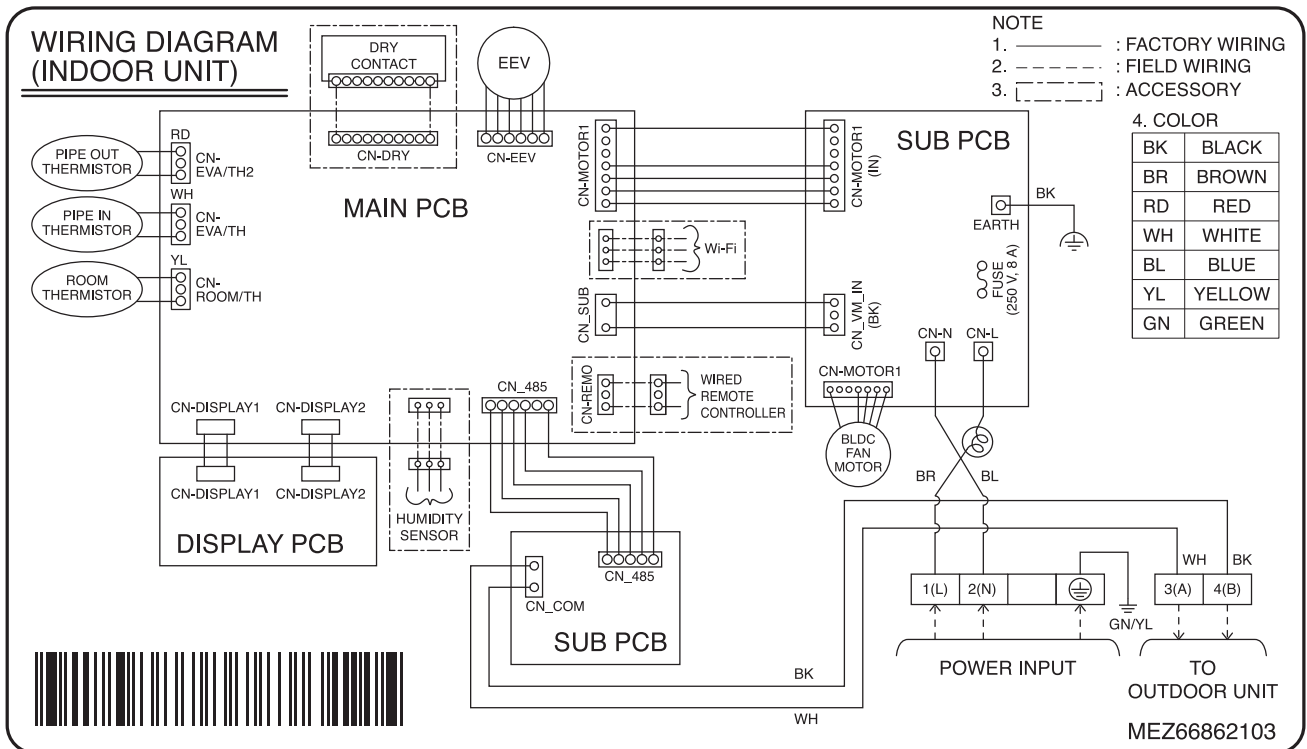 WIRING DIAGRAM
(INDOOR UNIT)
DRY
CONTACT
CN-DRY
EEV
CN-EEV
NOTE
1. : FACTORY WIRING
2. : FIELD WIRING
3. : ACCESSORY
4. COLOR
BK BLACK
BR BROWN
RD RED
WH WHITE
BL BLUE
YL YELLOW
GN GREEN
PIPE OUT
THERMISTOR
RD
CN-
EVA/TH2
PIPE IN
THERMISTOR
WH
CN-
EVA/TH
ROOM
THERMISTOR
YL
CN-
ROOM/TH
MAIN PCB
CN-MOTOR1
CN-MOTOR1
(IN)
SUB PCB
EARTH
BK
Wi-Fi
FUSE
(250 V, 8 A)
CN_SUB
CN_VM_IN
(BK)
CN-N
CN-L
CN-REMO
WIRED
REMOTE
CONTROLLER
CN-MOTOR1
BLDC
FAN
MOTOR
BR
BL
CN-DISPLAY1
CN-DISPLAY2
CN-DISPLAY1
CN-DISPLAY2
DISPLAY PCB
HUMIDITY
SENSOR
CN_485
CN_485
CN_COM
SUB PCB
1(L)
2(N)
GN/YL
POWER INPUT
WH
BK
3(A)
4(B)
TO
OUTDOOR UNIT
BK
WH
MEZ66862103